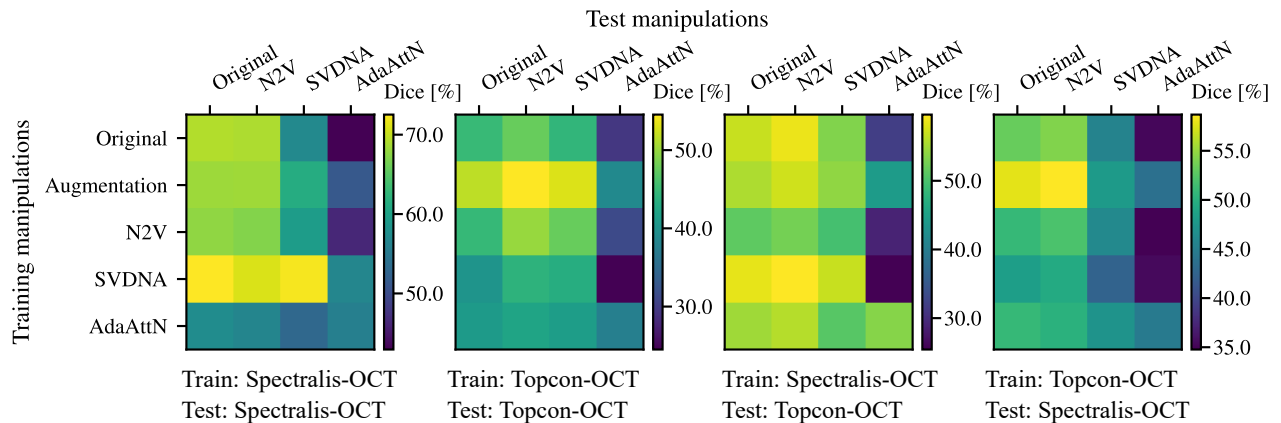 Test manipulations
Original N2V SVDNA AdaAttN Original N2V SVDNA AdaAttN Original N2V SVDNA AdaAttN Original N2V SVDNA AdaAttN
Dice [%] Dice [%] Dice [%] Dice [%]
Training manipulations
Original
Augmentation
N2V
SVDNA
AdaAttN
70.0
60.0
50.0
50.0
40.0
30.0
50.0
40.0
30.0
55.0
50.0
45.0
40.0
35.0
Train: Spectralis-OCT
Test: Spectralis-OCT
Train: Topcon-OCT
Test: Topcon-OCT
Train: Spectralis-OCT
Test: Topcon-OCT
Train: Topcon-OCT
Test: Spectralis-OCT